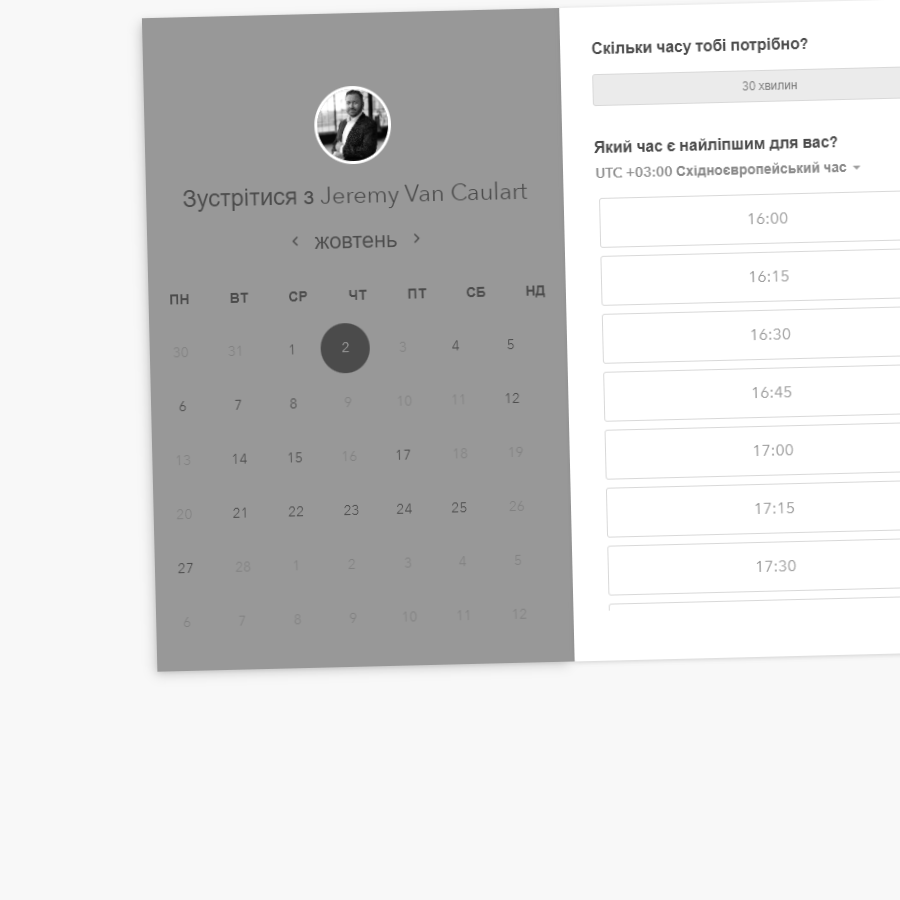 Зустрітися з Jeremy Van Caulart
жовтень
ПН ВТ СР ЧТ ПТ СБ НД
30 31 1 2 3 4 5
6 7 8 9 10 11 12
13 14 15 16 17 18 19
20 21 22 23 24 25 26
27 28 1 2 3 4 5
6 7 8 9 10 11 12
Скільки часу тобі потрібно?
30 хвилин
Який час є найліпшим для вас?
UTC +03:00 Східноєвропейський час
16:00
16:15
16:30
16:45
17:00
17:15
17:30